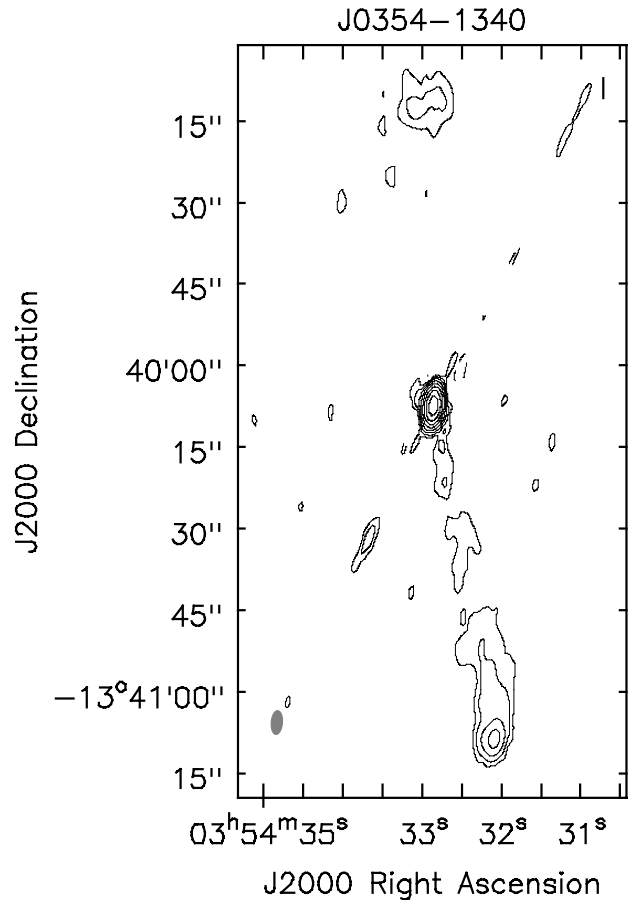 J0354−1340
I
15"
30"
45"
40'00"
15"
30"
45"
−13°41'00"
15"
J2000 Declination
03ʰ54ᵐ35ˢ 33ˢ 32ˢ 31ˢ
J2000 Right Ascension